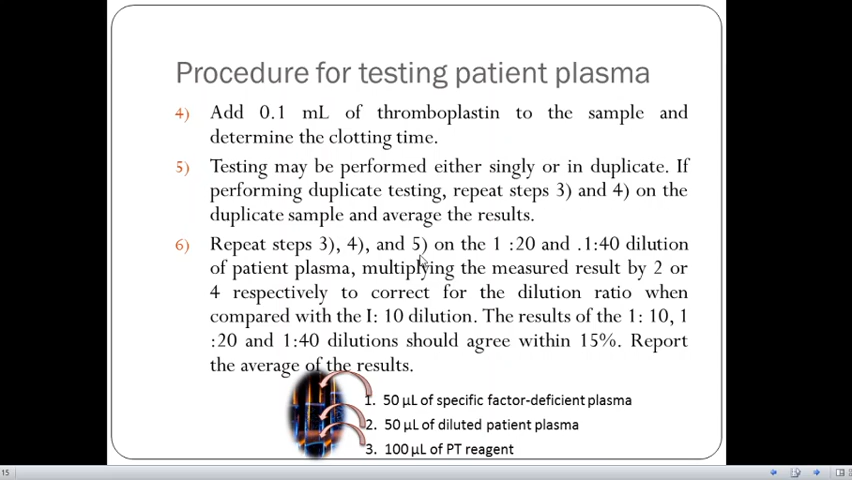 Procedure for testing patient plasma
4) Add 0.1 mL of thromboplastin to the sample and
determine the clotting time.
5) Testing may be performed either singly or in duplicate. If
performing duplicate testing, repeat steps 3) and 4) on the
duplicate sample and average the results.
6) Repeat steps 3), 4), and 5) on the 1 :20 and .1:40 dilution
of patient plasma, multiplying the measured result by 2 or
4 respectively to correct for the dilution ratio when
compared with the I: 10 dilution. The results of the 1: 10, 1
:20 and 1:40 dilutions should agree within 15%. Report
the average of the results.
1. 50 µL of specific factor-deficient plasma
2. 50 µL of diluted patient plasma
3. 100 µL of PT reagent
15